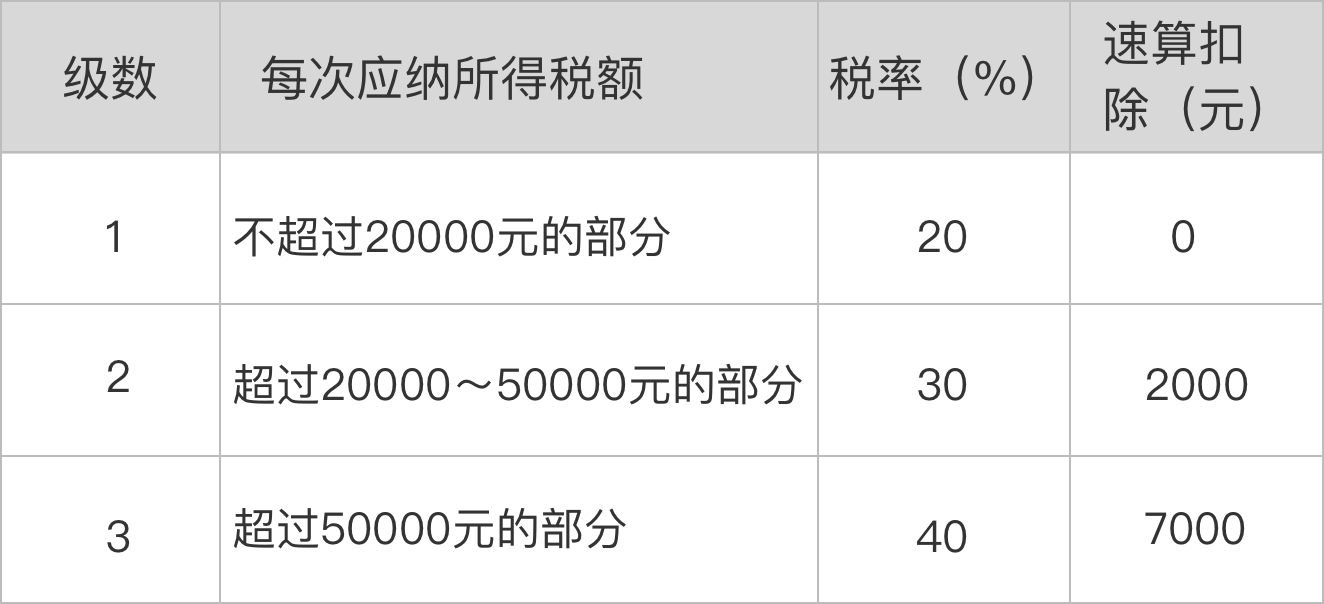 级数 每次应纳所得税额 税率（%） 速算扣
除（元）
1 不超过20000元的部分 20 0
2 超过20000～50000元的部分 30 2000
3 超过50000元的部分 40 7000